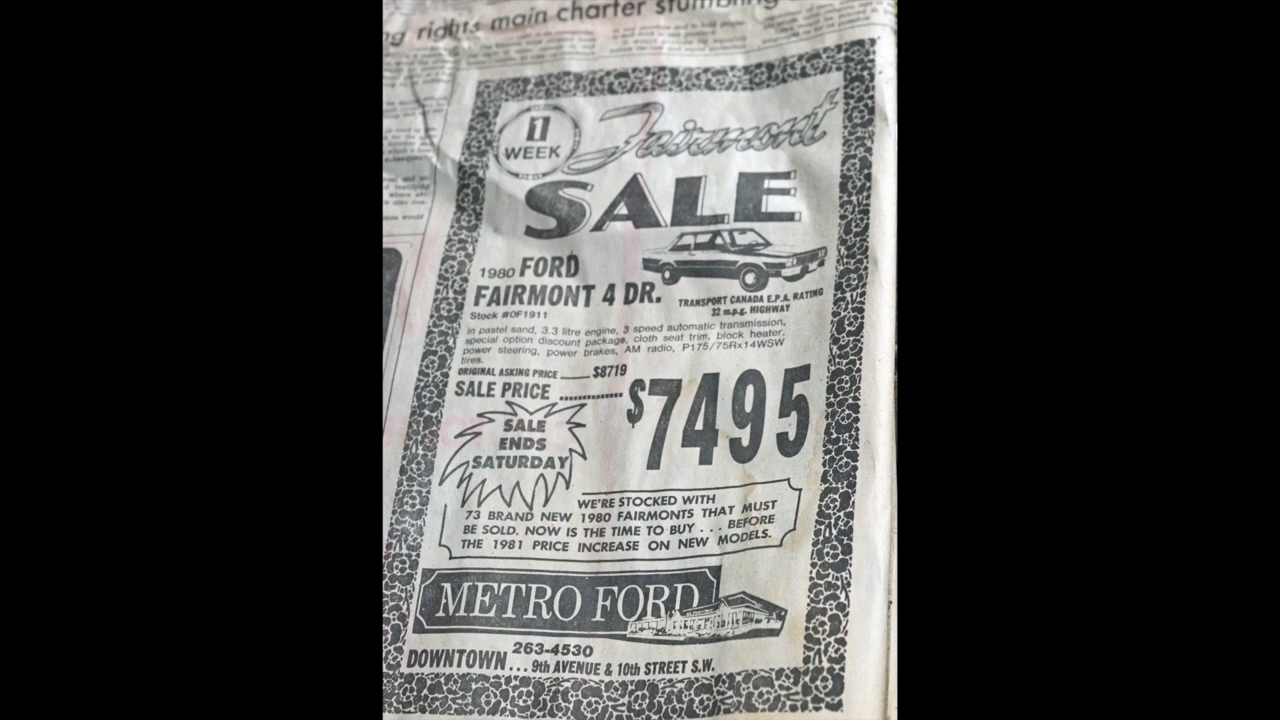 rights main charter stumbling
1
WEEK
Fairmont
SALE
1980 FORD
FAIRMONT 4 DR.
Stock #0F1911
TRANSPORT CANADA E.P.A. RATING
32 m.p.g. HIGHWAY
in pastel sand, 3.3 litre engine, 3 speed automatic transmission,
special option discount package, cloth seat trim, block heater,
power steering, power brakes, AM radio, P175/75Rx14WSW
tires.
ORIGINAL ASKING PRICE ____ $8719
SALE PRICE .............. $7495
SALE
ENDS
SATURDAY
WE'RE STOCKED WITH
73 BRAND NEW 1980 FAIRMONTS THAT MUST
BE SOLD. NOW IS THE TIME TO BUY . . . BEFORE
THE 1981 PRICE INCREASE ON NEW MODELS.
METRO FORD
263-4530
DOWNTOWN . . . 9th AVENUE & 10th STREET S.W.